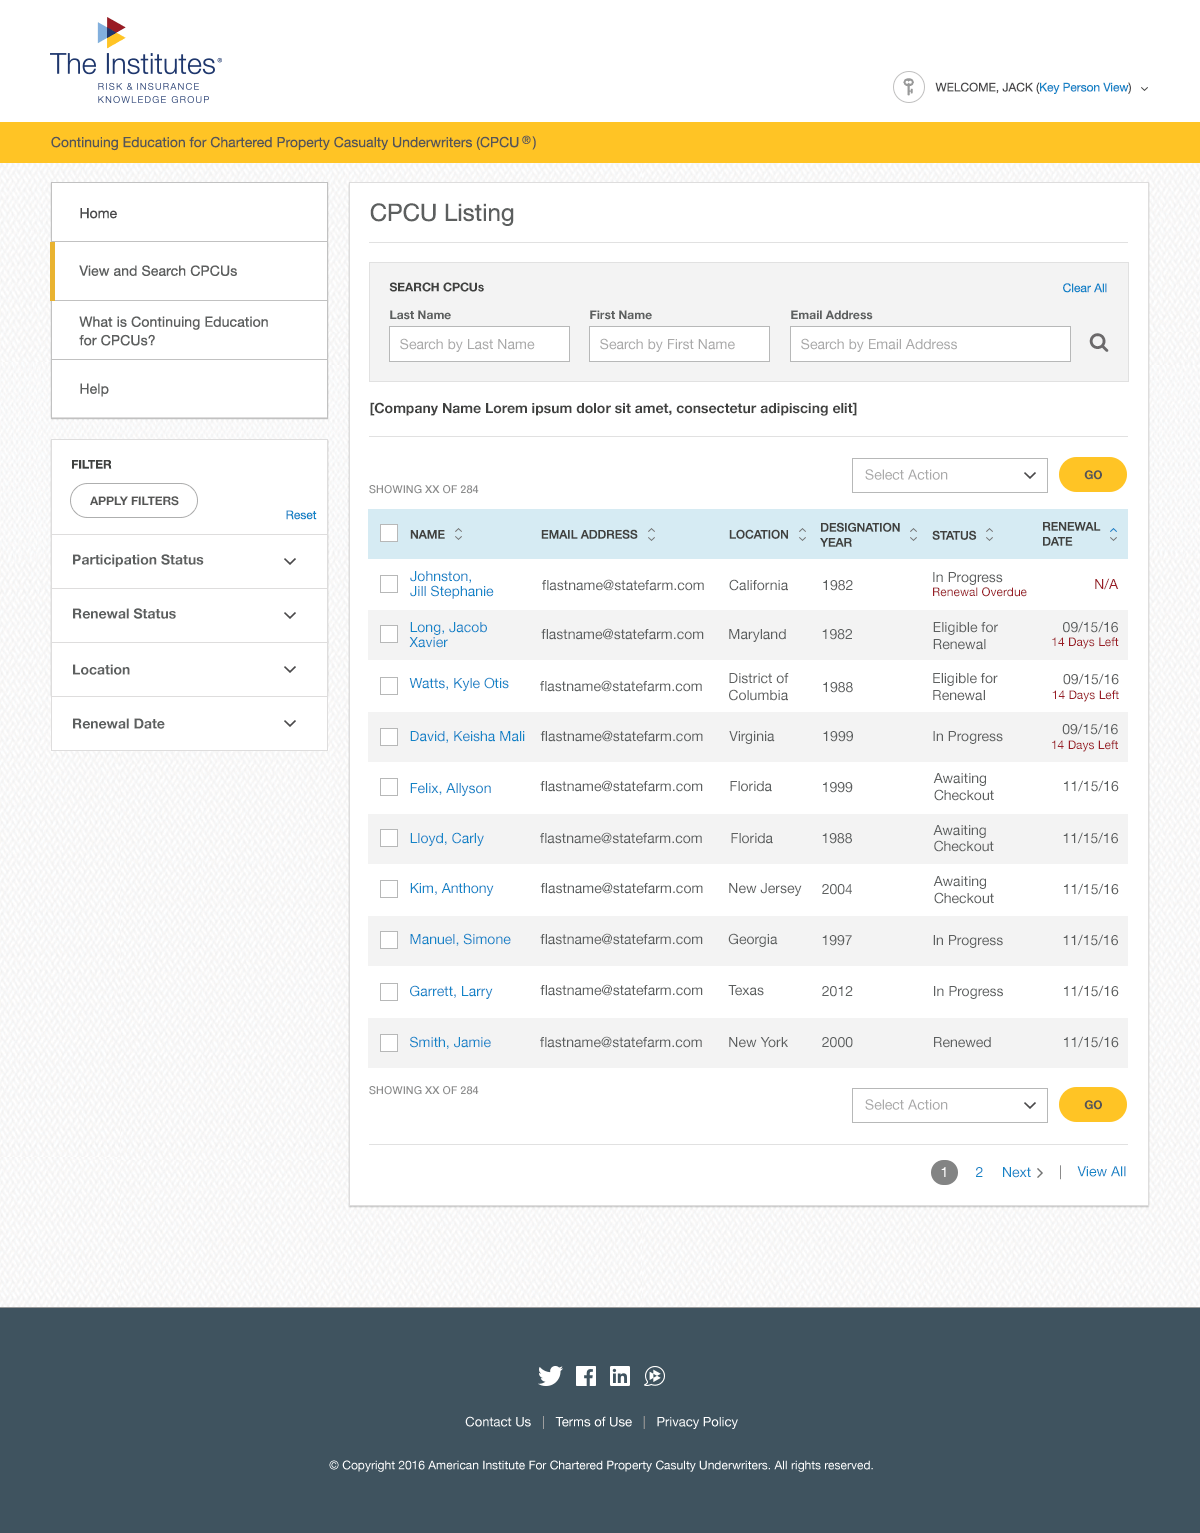 The Institutes®
RISK & INSURANCE
KNOWLEDGE GROUP
WELCOME, JACK (Key Person View)
Continuing Education for Chartered Property Casualty Underwriters (CPCU ®)
Home
View and Search CPCUs
What is Continuing Education
for CPCUs?
Help
FILTER
APPLY FILTERS
Reset
Participation Status
Renewal Status
Location
Renewal Date
CPCU Listing
SEARCH CPCUs Clear All
Last Name First Name Email Address
Search by Last Name Search by First Name Search by Email Address
[Company Name Lorem ipsum dolor sit amet, consectetur adipiscing elit]
SHOWING XX OF 284 Select Action GO
NAME EMAIL ADDRESS LOCATION DESIGNATION YEAR STATUS RENEWAL DATE
Johnston, Jill Stephanie flastname@statefarm.com California 1982 In Progress Renewal Overdue N/A
Long, Jacob Xavier flastname@statefarm.com Maryland 1982 Eligible for Renewal 09/15/16 14 Days Left
Watts, Kyle Otis flastname@statefarm.com District of Columbia 1988 Eligible for Renewal 09/15/16 14 Days Left
David, Keisha Mali flastname@statefarm.com Virginia 1999 In Progress 09/15/16 14 Days Left
Felix, Allyson flastname@statefarm.com Florida 1999 Awaiting Checkout 11/15/16
Lloyd, Carly flastname@statefarm.com Florida 1988 Awaiting Checkout 11/15/16
Kim, Anthony flastname@statefarm.com New Jersey 2004 Awaiting Checkout 11/15/16
Manuel, Simone flastname@statefarm.com Georgia 1997 In Progress 11/15/16
Garrett, Larry flastname@statefarm.com Texas 2012 In Progress 11/15/16
Smith, Jamie flastname@statefarm.com New York 2000 Renewed 11/15/16
SHOWING XX OF 284 Select Action GO
1 2 Next | View All
Contact Us | Terms of Use | Privacy Policy
© Copyright 2016 American Institute For Chartered Property Casulty Underwriters. All rights reserved.